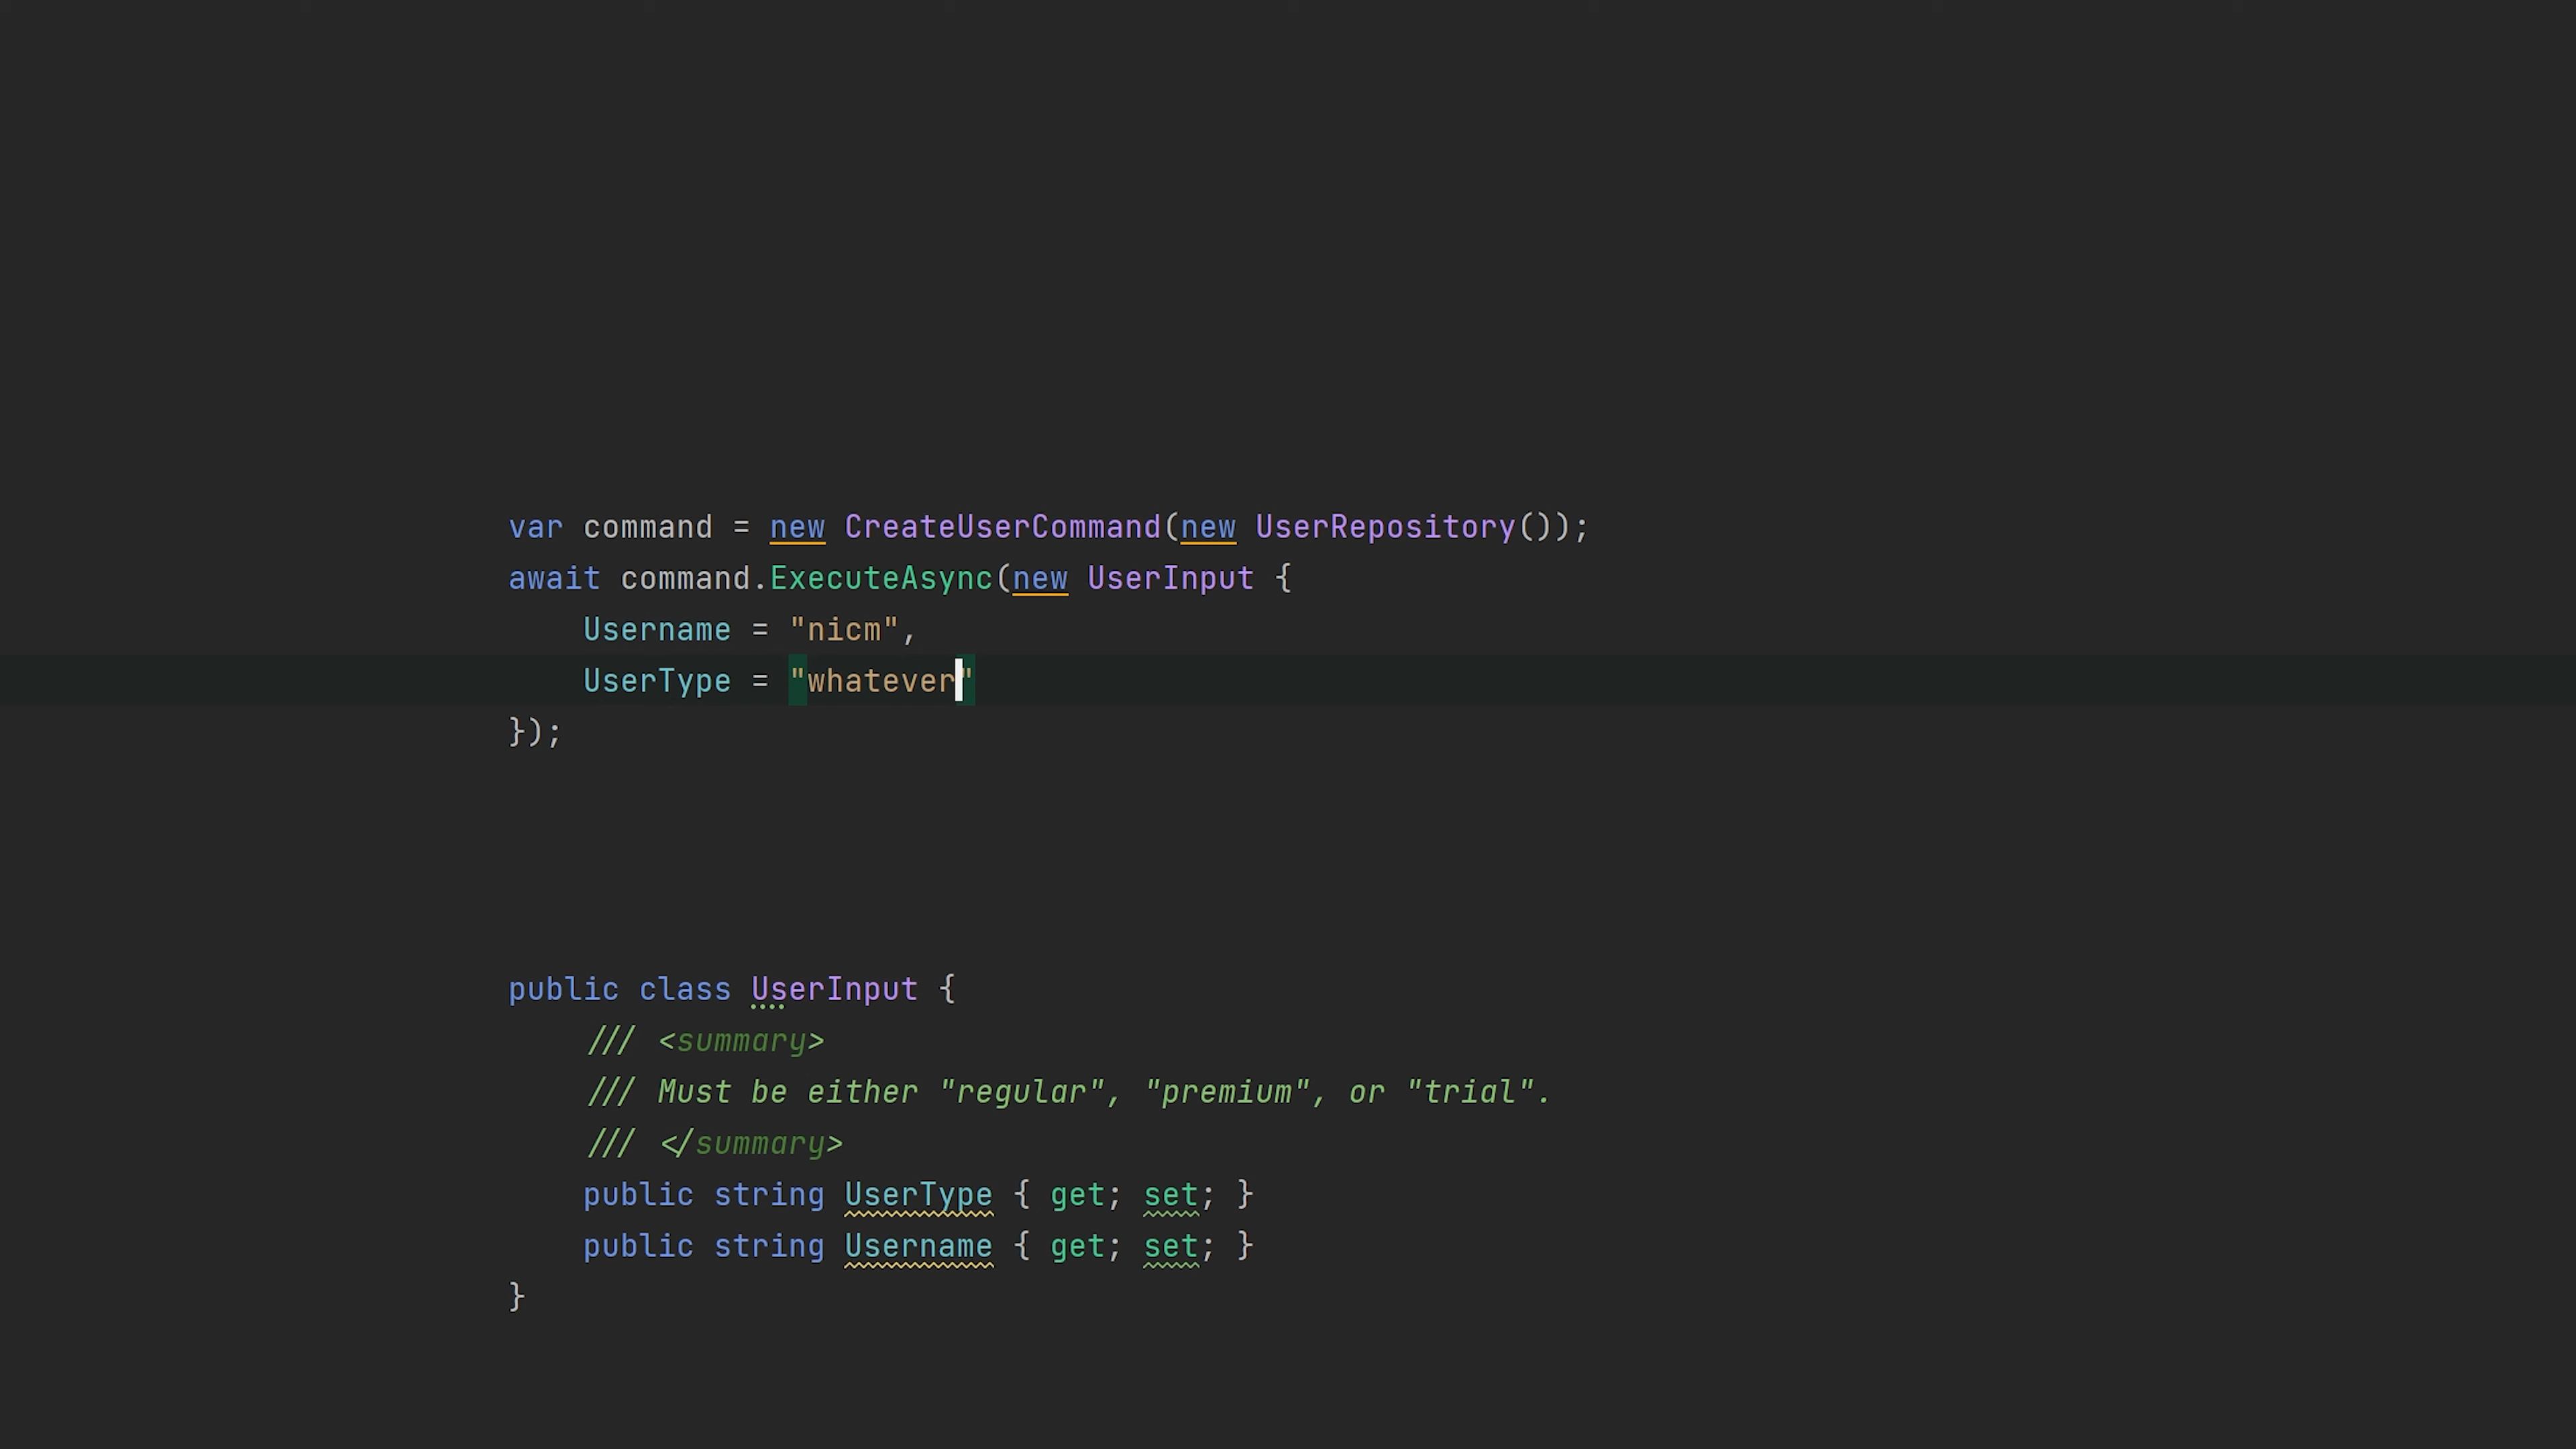 var command = new CreateUserCommand(new UserRepository());
await command.ExecuteAsync(new UserInput {
    Username = "nicm",
    UserType = "whatever"
});
public class UserInput {
    /// <summary>
    /// Must be either "regular", "premium", or "trial".
    /// </summary>
    public string UserType { get; set; }
    public string Username { get; set; }
}